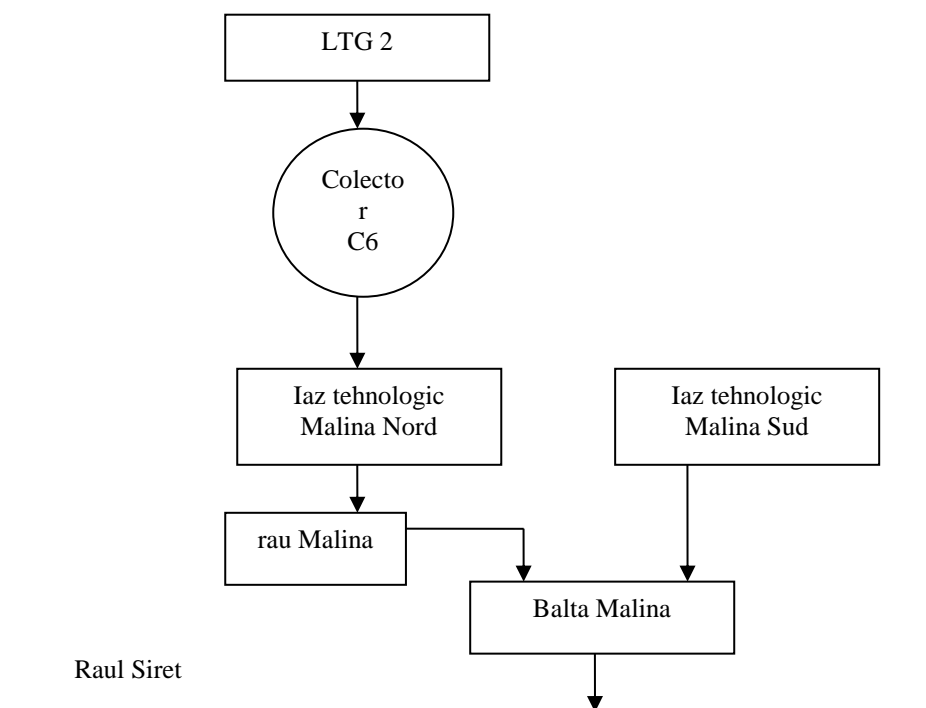 LTG 2
Colecto
r
C6
Iaz tehnologic
Malina Nord
Iaz tehnologic
Malina Sud
rau Malina
Balta Malina
Raul Siret